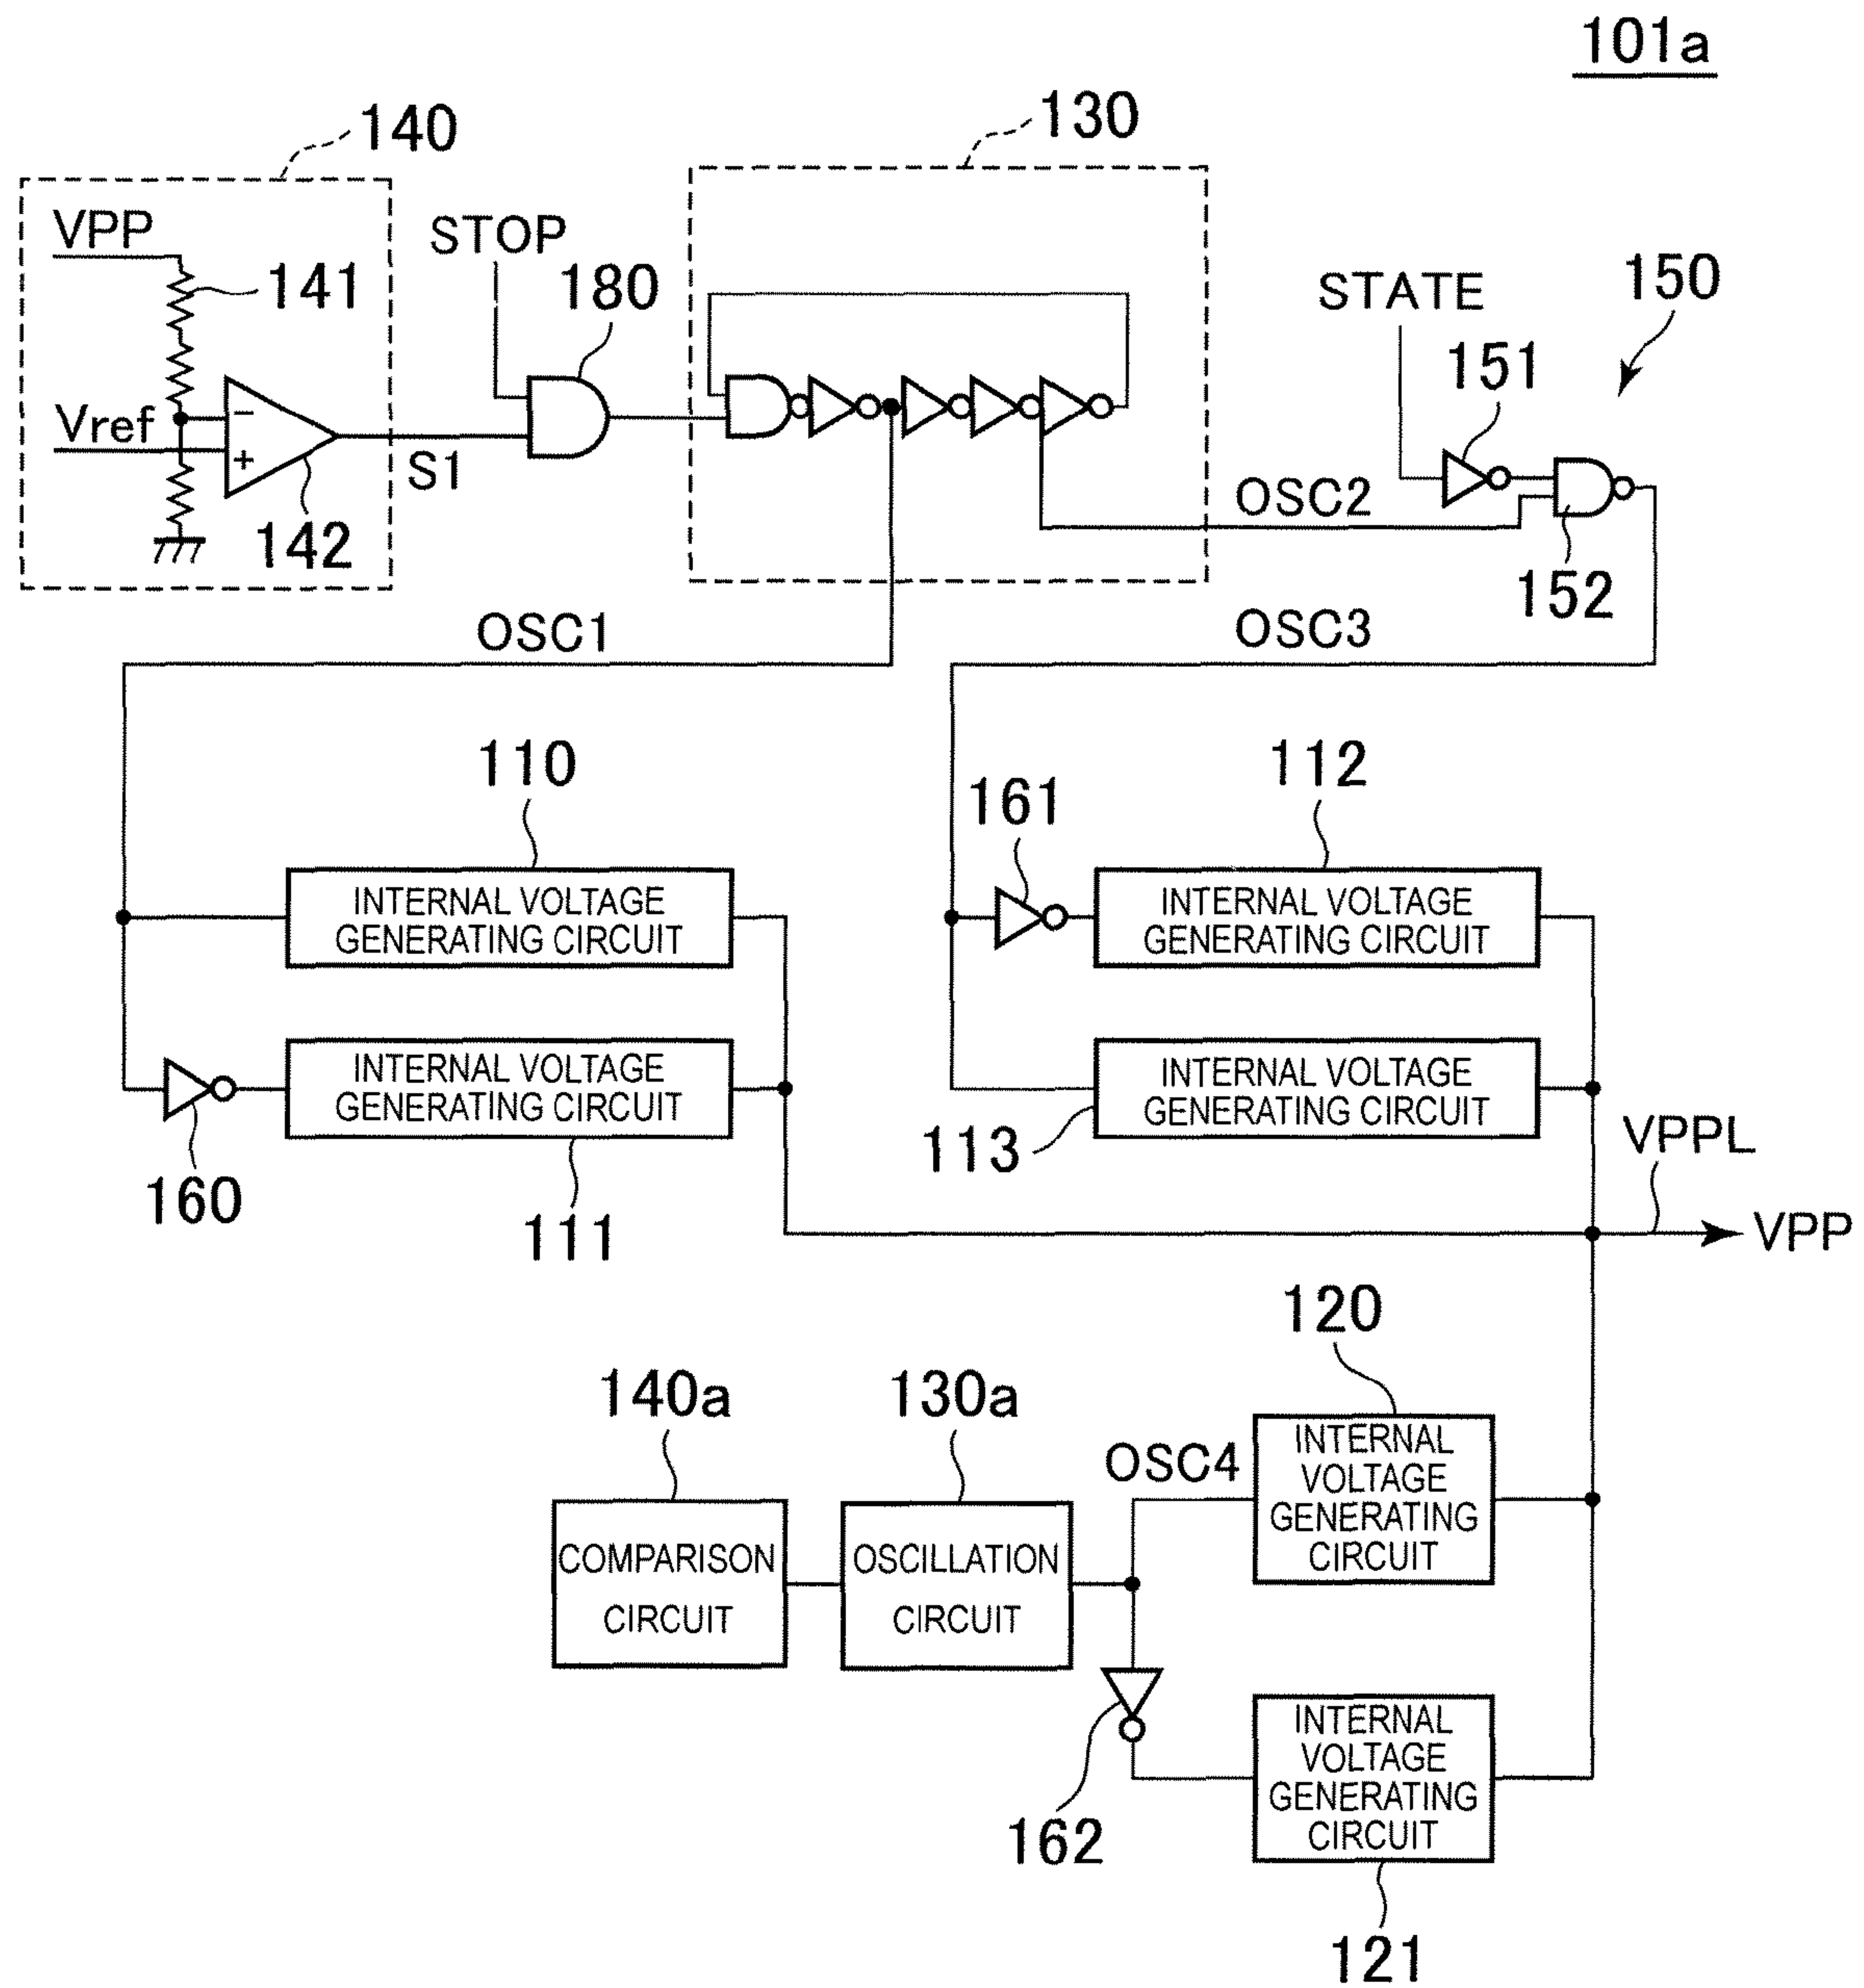 101a
140
130
VPP
141
STOP
180
STATE
150
151
Vref
−
+
S1
142
OSC2
152
OSC1
OSC3
110
112
161
INTERNAL VOLTAGE
GENERATING CIRCUIT
INTERNAL VOLTAGE
GENERATING CIRCUIT
INTERNAL VOLTAGE
GENERATING CIRCUIT
INTERNAL VOLTAGE
GENERATING CIRCUIT
160
111
113
VPPL
VPP
120
140a
130a
OSC4
INTERNAL
VOLTAGE
GENERATING
CIRCUIT
COMPARISON
CIRCUIT
OSCILLATION
CIRCUIT
162
INTERNAL
VOLTAGE
GENERATING
CIRCUIT
121